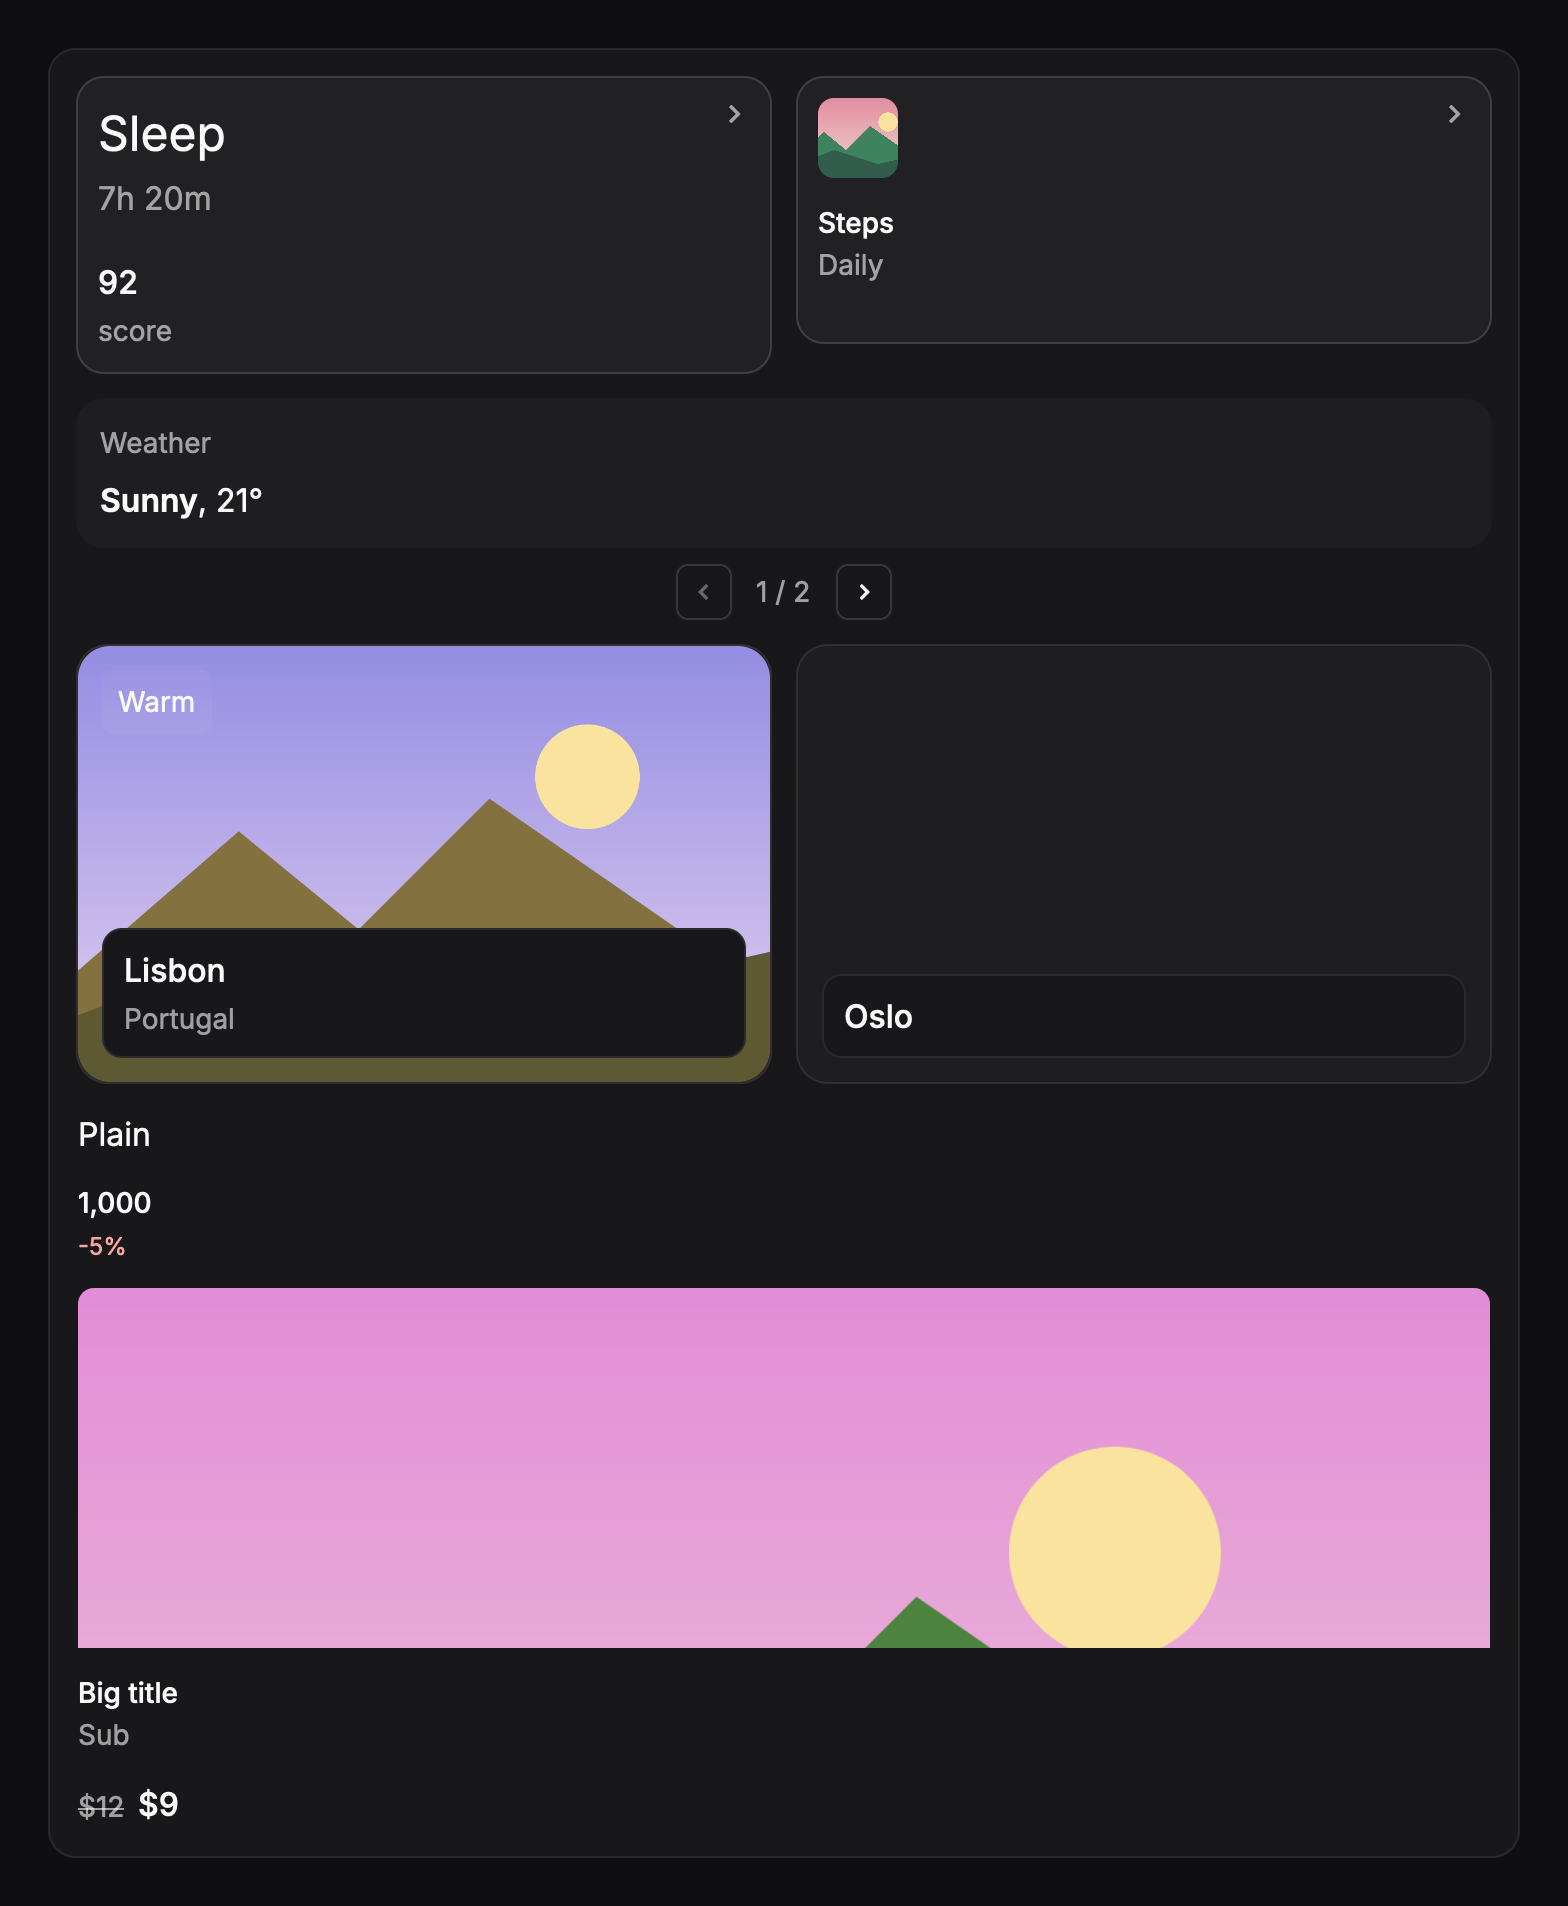 Sleep
7h 20m
92
score
Steps
Daily
Weather
Sunny, 21°
1 / 2
Warm
Lisbon
Portugal
Oslo
Plain
1,000
-5%
Big title
Sub
$12 $9